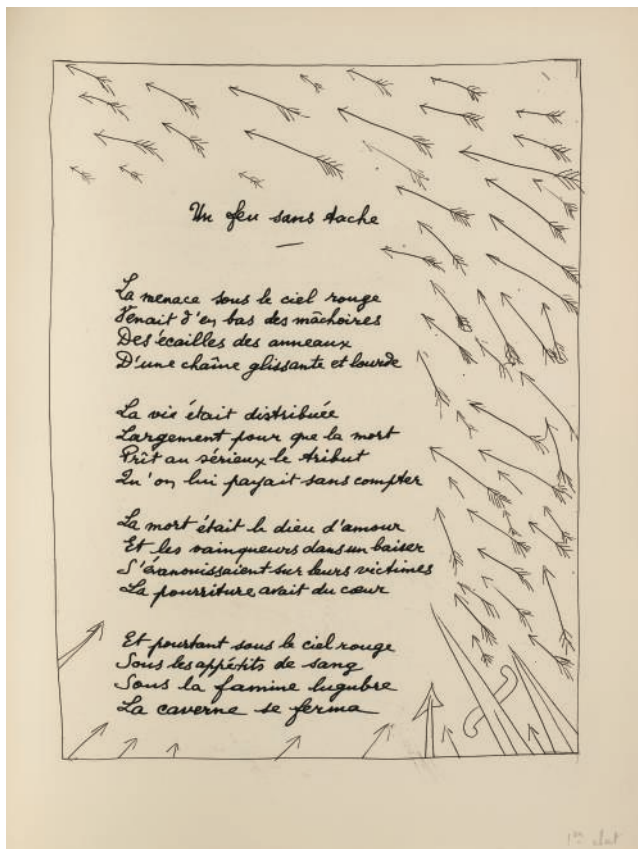 Un feu sans tache
La menace sous le ciel rouge
Venait d'en bas des mâchoires
Des écailles des anneaux
D'une chaîne glissante et lourde
La vie était distribuée
Largement pour que la mort
Prît au sérieux le tribut
Qu'on lui payait sans compter
La mort était le dieu d'amour
Et les vainqueurs dans un baiser
S'évanouissaient sur leurs victimes
La pourriture avait du cœur
Et pourtant sous le ciel rouge
Sous les appétits de sang
Sous la famine lugubre
La caverne se ferma
1er état